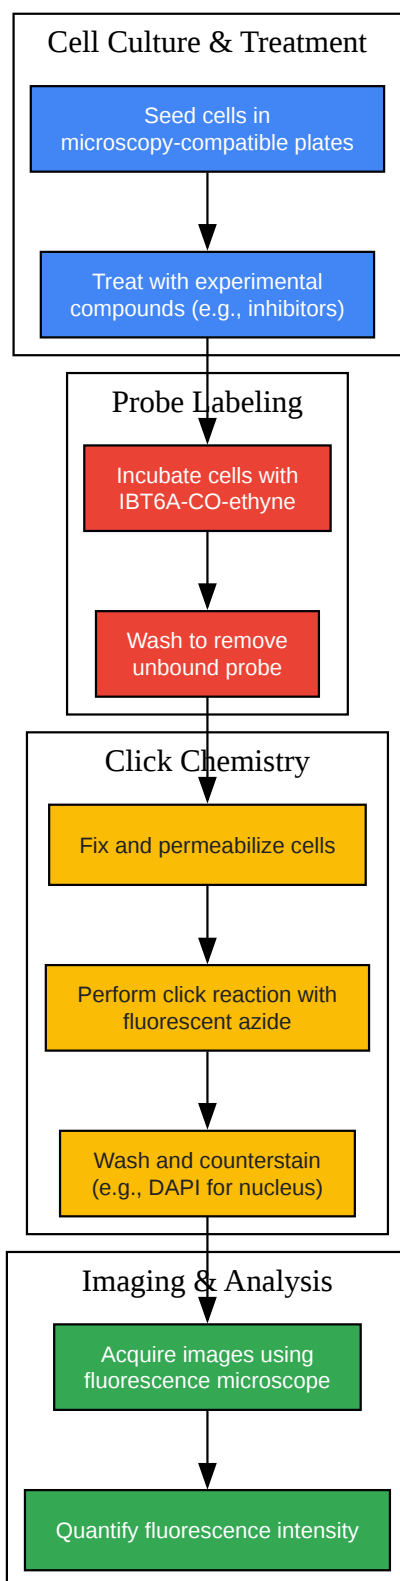 Cell Culture & Treatment
Seed cells in
microscopy-compatible plates
Treat with experimental
compounds (e.g., inhibitors)
Probe Labeling
Incubate cells with
IBT6A-CO-ethyne
Wash to remove
unbound probe
Click Chemistry
Fix and permeabilize cells
Perform click reaction with
fluorescent azide
Wash and counterstain
(e.g., DAPI for nucleus)
Imaging & Analysis
Acquire images using
fluorescence microscope
Quantify fluorescence intensity